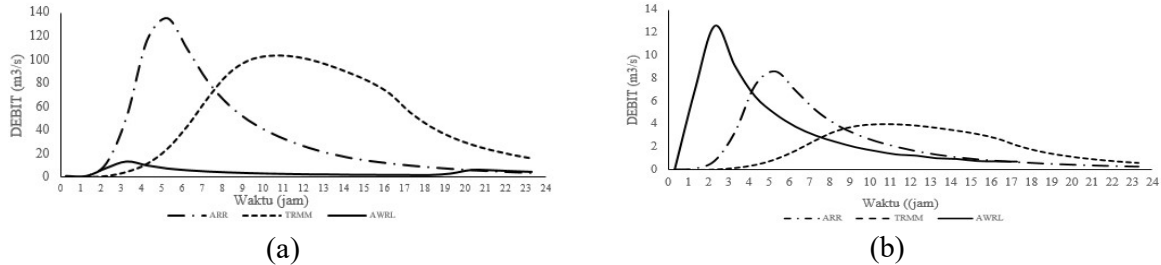 140
120
100
80
60
40
20
0
DEBIT (m3/s)
0 1 2 3 4 5 6 7 8 9 10 11 12 13 14 15 16 17 18 19 20 21 22 23 24
Waktu (jam)
ARR TRMM AWRL
(a)
14
12
10
8
6
4
2
0
DEBIT (m3/s)
0 1 2 3 4 5 6 7 8 9 10 11 12 13 14 15 16 17 18 19 20 21 22 23 24
Waktu ((jam)
ARR TRMM AWRL
(b)